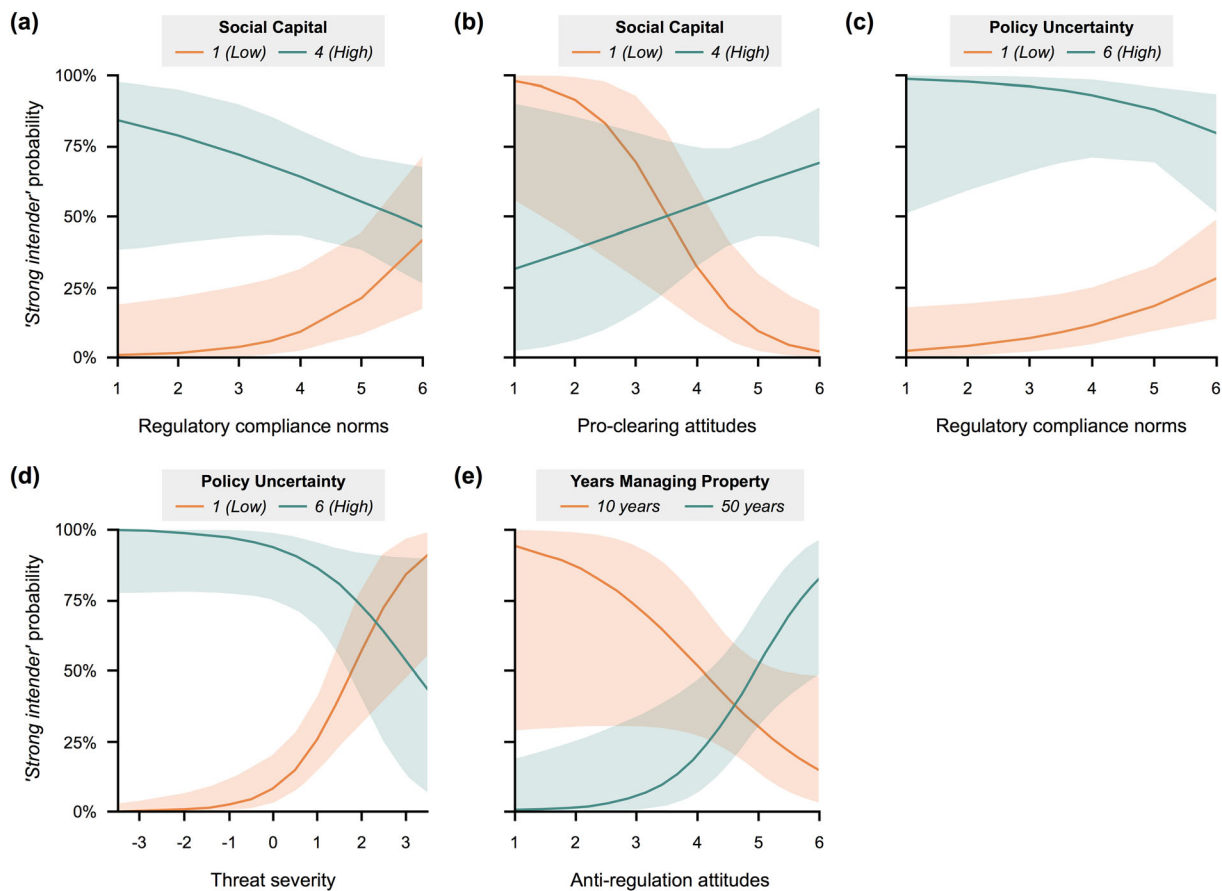 (a)
Social Capital
1 (Low) 4 (High)
100%
75%
50%
25%
0%
'Strong intender' probability
1 2 3 4 5 6
Regulatory compliance norms
(b)
Social Capital
1 (Low) 4 (High)
1 2 3 4 5 6
Pro-clearing attitudes
(c)
Policy Uncertainty
1 (Low) 6 (High)
1 2 3 4 5 6
Regulatory compliance norms
(d)
Policy Uncertainty
1 (Low) 6 (High)
100%
75%
50%
25%
0%
'Strong intender' probability
-3 -2 -1 0 1 2 3
Threat severity
(e)
Years Managing Property
10 years 50 years
1 2 3 4 5 6
Anti-regulation attitudes